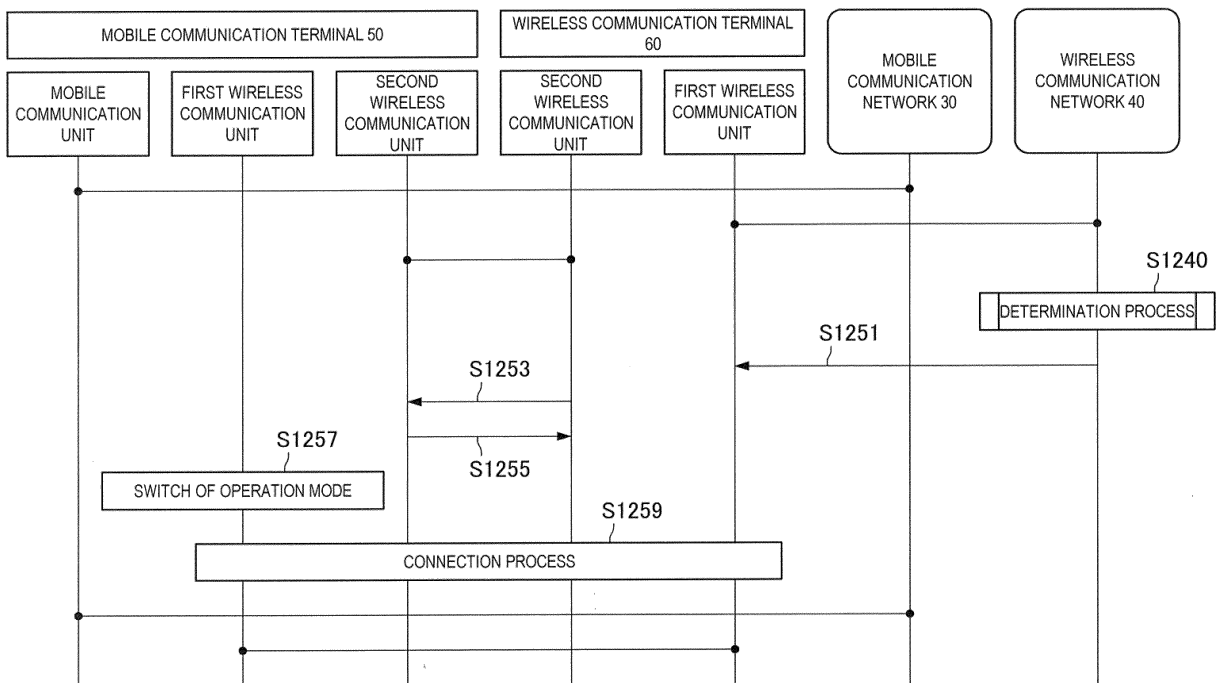 MOBILE COMMUNICATION TERMINAL 50
WIRELESS COMMUNICATION TERMINAL
60
MOBILE
COMMUNICATION
NETWORK 30
WIRELESS
COMMUNICATION
NETWORK 40
MOBILE
COMMUNICATION
UNIT
FIRST WIRELESS
COMMUNICATION
UNIT
SECOND
WIRELESS
COMMUNICATION
UNIT
SECOND
WIRELESS
COMMUNICATION
UNIT
FIRST WIRELESS
COMMUNICATION
UNIT
S1240
DETERMINATION PROCESS
S1251
S1253
S1255
S1257
SWITCH OF OPERATION MODE
S1259
CONNECTION PROCESS